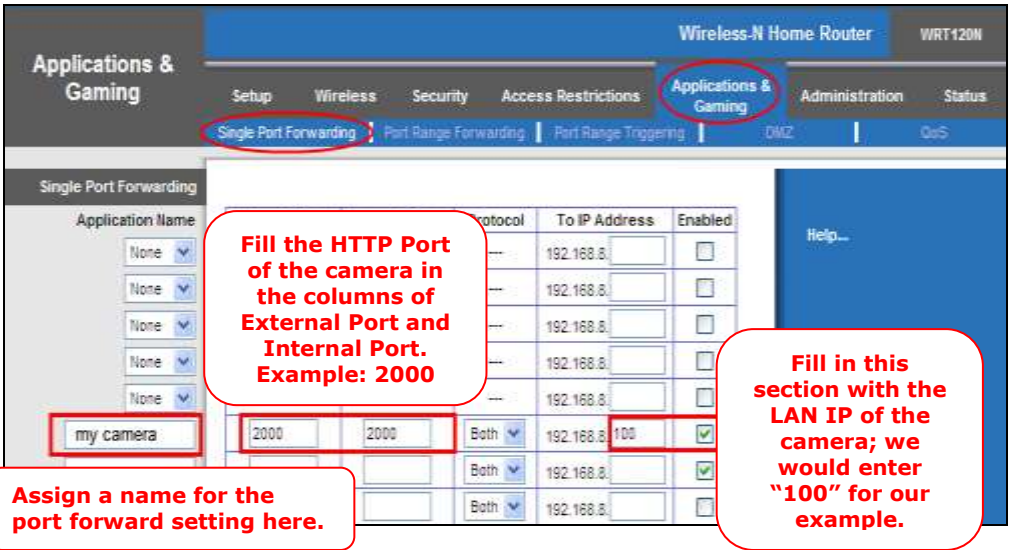 Wireless-N Home Router WRT120N
Applications &
Gaming
Setup Wireless Security Access Restrictions Applications & Gaming Administration Status
Single Port Forwarding Port Range Forwarding Port Range Triggering DMZ QoS
Single Port Forwarding
Application Name To IP Address Enabled
Help...
None 192.168.8.
None 192.168.8.
None 192.168.8.
None 192.168.8.
None 192.168.8.
my camera 2000 2000 Both 192.168.8. 100
Both 192.168.8.
Both 192.168.8.
Fill the HTTP Port
of the camera in
the columns of
External Port and
Internal Port.
Example: 2000
Fill in this
section with the
LAN IP of the
camera; we
would enter
“100” for our
example.
Assign a name for the
port forward setting here.